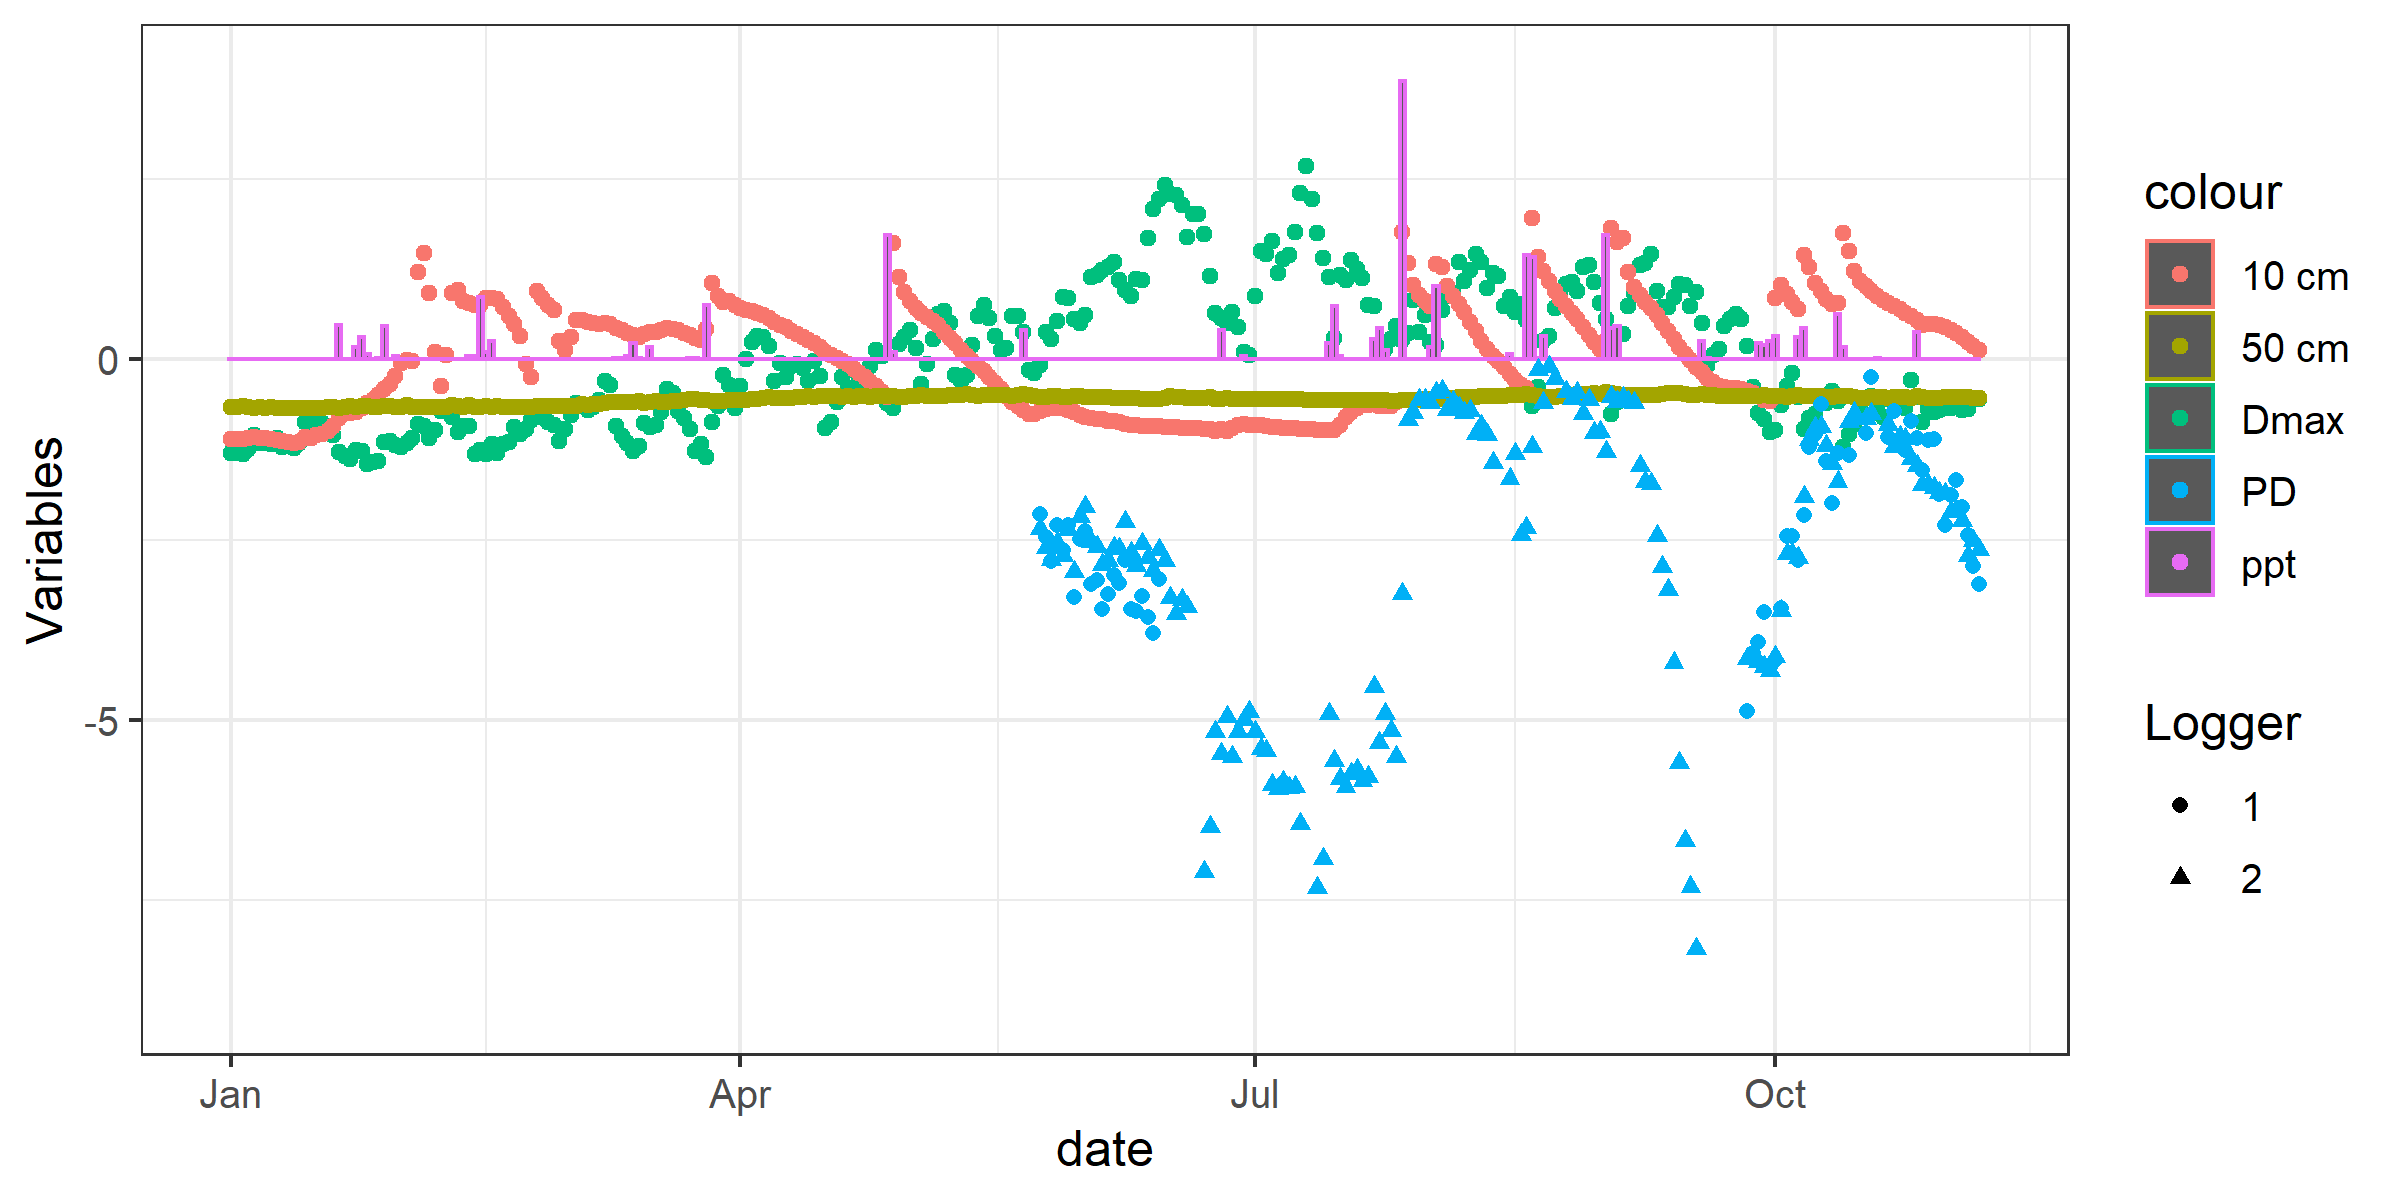 Variables
0
-5
Jan
Apr
Jul
Oct
date
colour
10 cm
50 cm
Dmax
PD
ppt
Logger
1
2